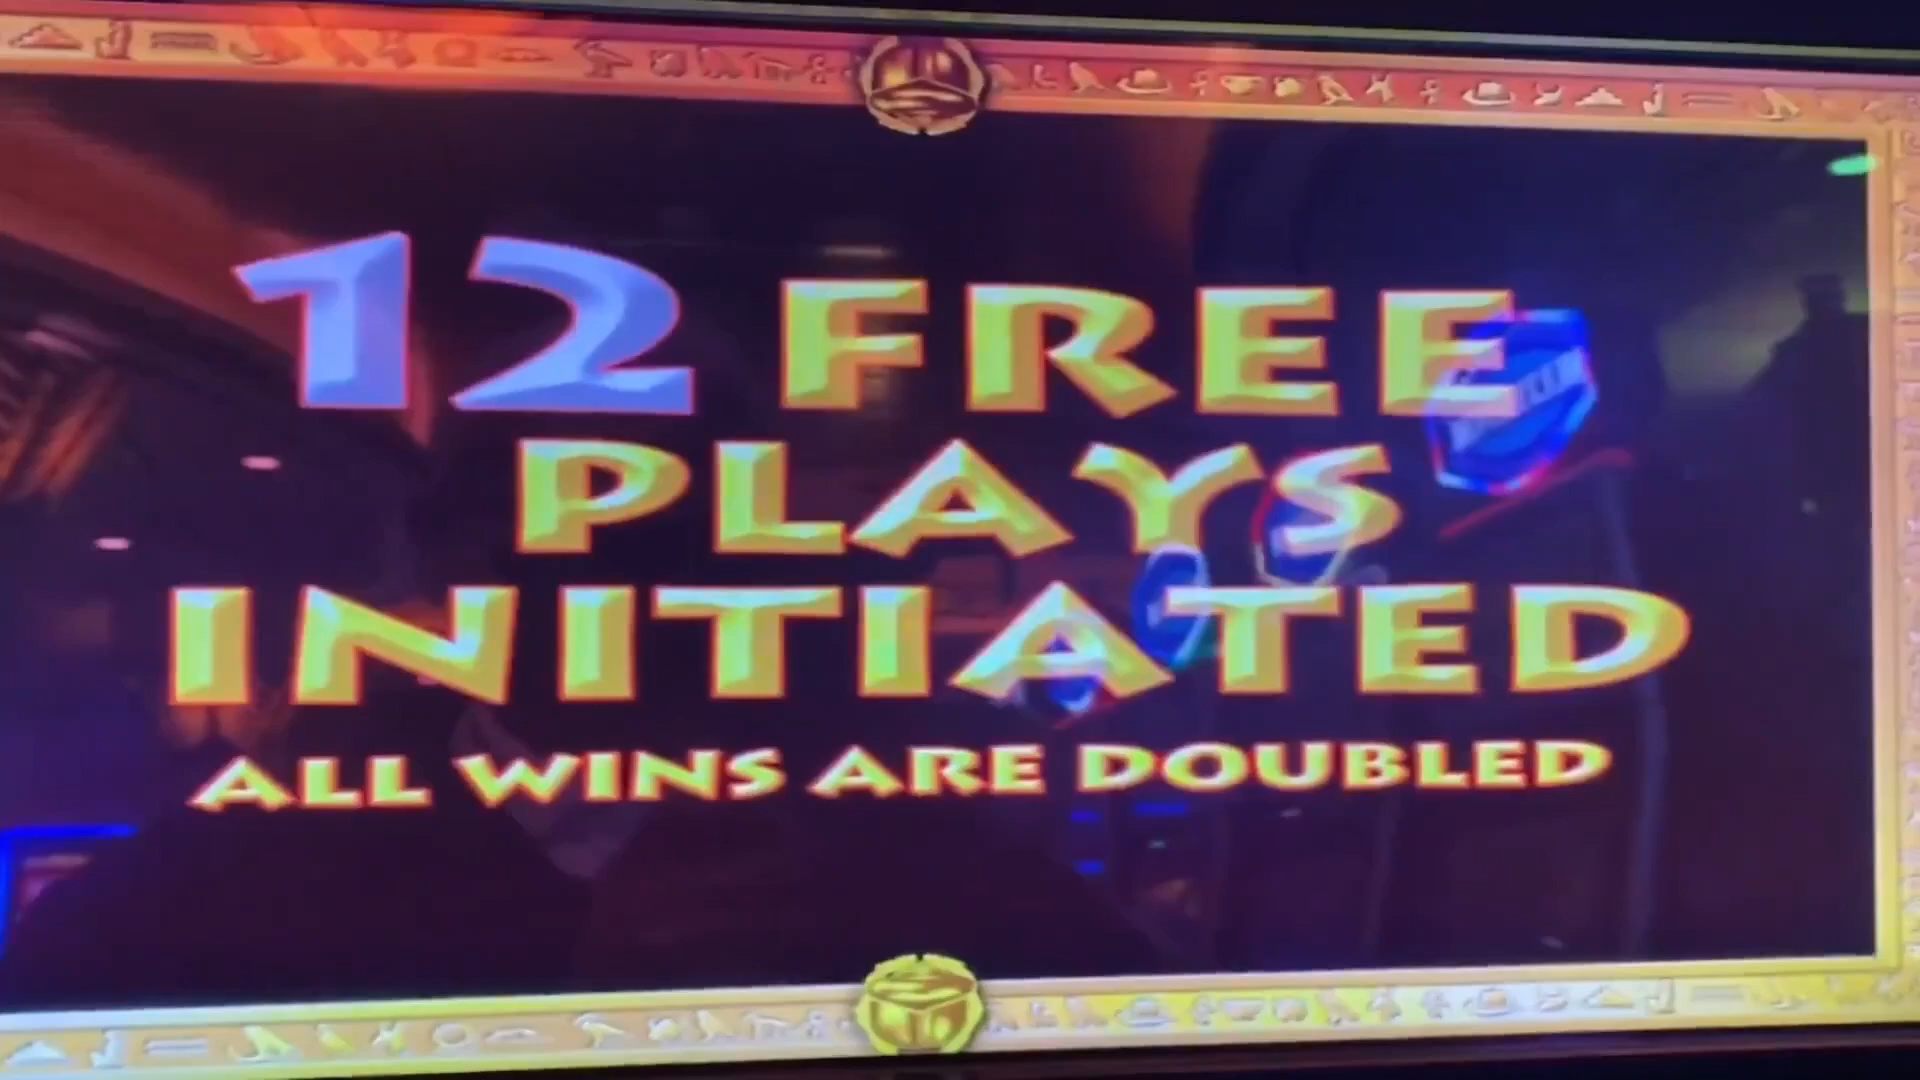 12 FREE
PLAYS
INITIATED
ALL WINS ARE DOUBLED